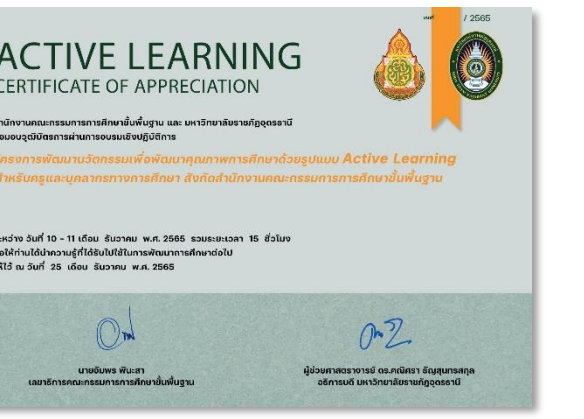 / 2565
ACTIVE LEARNING
CERTIFICATE OF APPRECIATION
สำนักงานคณะกรรมการการศึกษาขั้นพื้นฐาน และ มหาวิทยาลัยราชภัฏอุดรธานี
ขอมอบวุฒิบัตรการผ่านการอบรมเชิงปฏิบัติการ
โครงการพัฒนานวัตกรรมเพื่อพัฒนาคุณภาพการศึกษาด้วยรูปแบบ Active Learning
สำหรับครูและบุคลากรทางการศึกษา สังกัดสำนักงานคณะกรรมการการศึกษาขั้นพื้นฐาน
ระหว่าง วันที่ 10 - 11 เดือน ธันวาคม พ.ศ. 2565 รวมระยะเวลา 15 ชั่วโมง
ขอให้ท่านได้นำความรู้ที่ได้รับไปใช้ในการพัฒนาการศึกษาต่อไป
ให้ไว้ ณ วันที่ 25 เดือน ธันวาคม พ.ศ. 2565
นายอัมพร พินะสา
เลขาธิการคณะกรรมการการศึกษาขั้นพื้นฐาน
ผู้ช่วยศาสตราจารย์ ดร.คณิศรา ธัญสุนทรสกุล
อธิการบดี มหาวิทยาลัยราชภัฏอุดรธานี